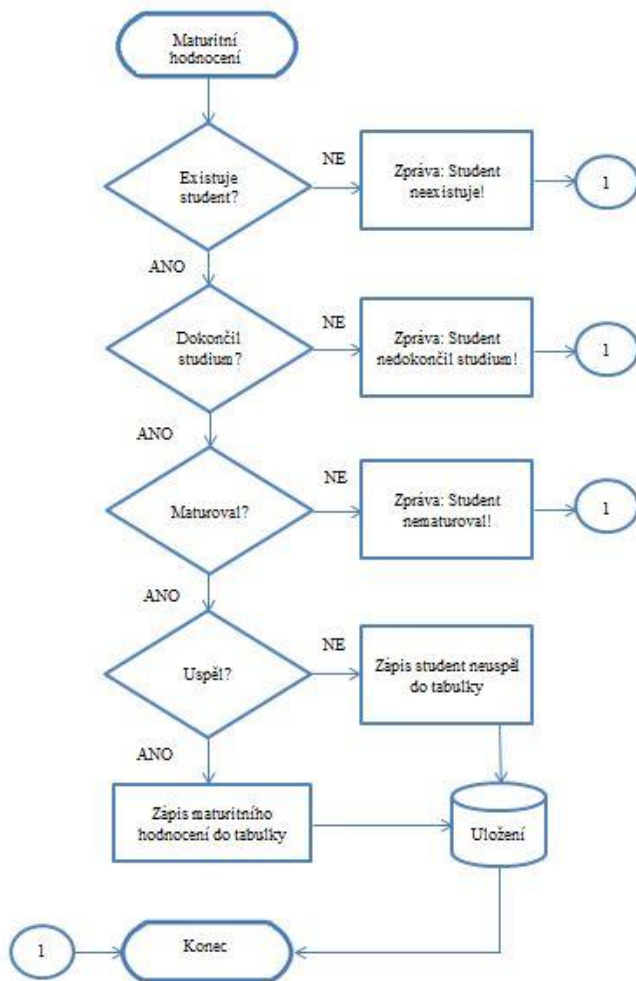 Maturitní
hodnocení
NE
Existuje
student?
Zpráva: Student
neexistuje!
1
ANO
NE
Dokončil
studium?
Zpráva: Student
nedokončil studium!
1
ANO
NE
Maturoval?
Zpráva: Student
nematuroval!
1
ANO
NE
Uspěl?
Zápis student neuspěl
do tabulky
ANO
Zápis maturitního
hodnocení do tabulky
Uložení
1
Konec